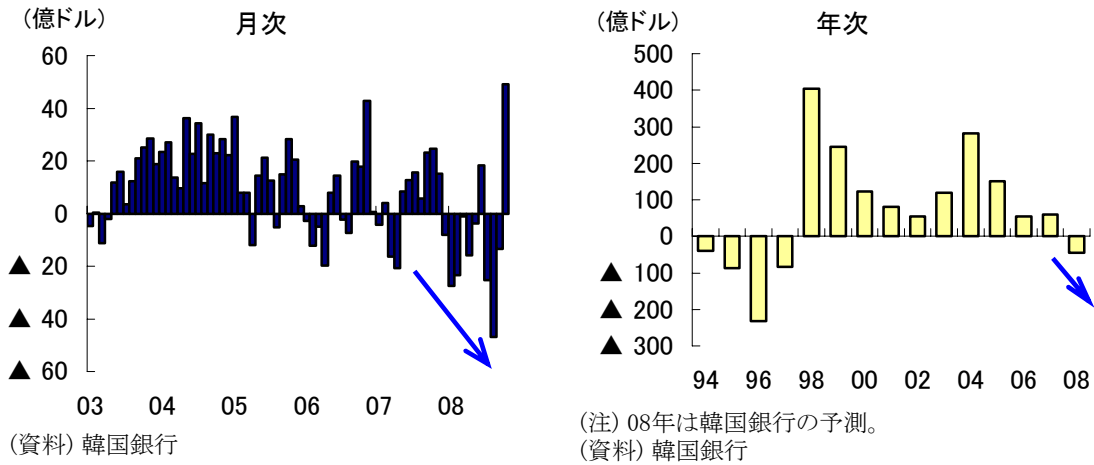 (億ドル)
月次
60
40
20
0
▲ 20
▲ 40
▲ 60
03 04 05 06 07 08
(資料) 韓国銀行
(億ドル)
年次
500
400
300
200
100
0
▲ 100
▲ 200
▲ 300
94 96 98 00 02 04 06 08
(注) 08年は韓国銀行の予測。
(資料) 韓国銀行